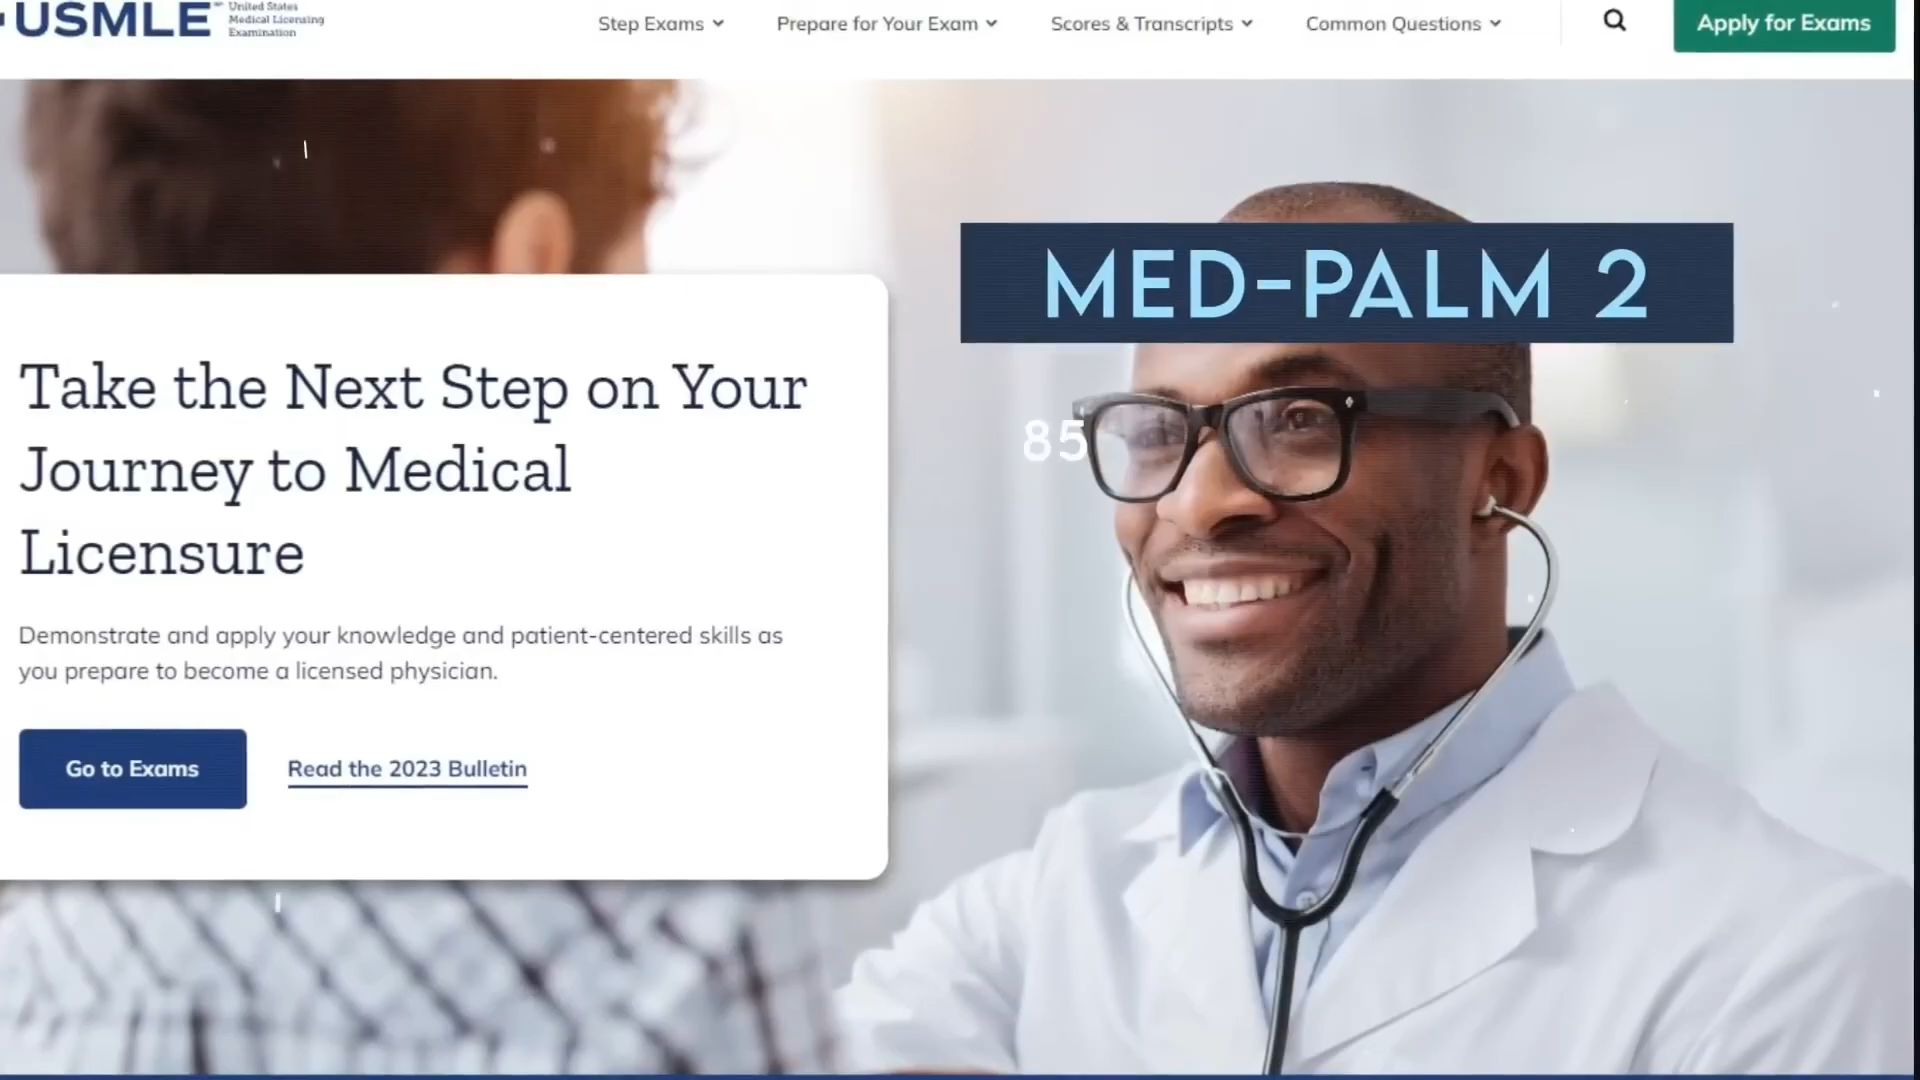 USMLE
United States
Medical Licensing
Examination
Step Exams
Prepare for Your Exam
Scores & Transcripts
Common Questions
Apply for Exams
MED-PALM 2
85
Take the Next Step on Your
Journey to Medical
Licensure
Demonstrate and apply your knowledge and patient-centered skills as
you prepare to become a licensed physician.
Go to Exams
Read the 2023 Bulletin